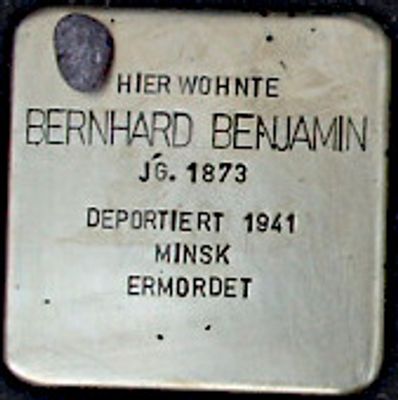 HIER WOHNTE
BERNHARD BENJAMIN
JG. 1873
DEPORTIERT 1941
MINSK
ERMORDET